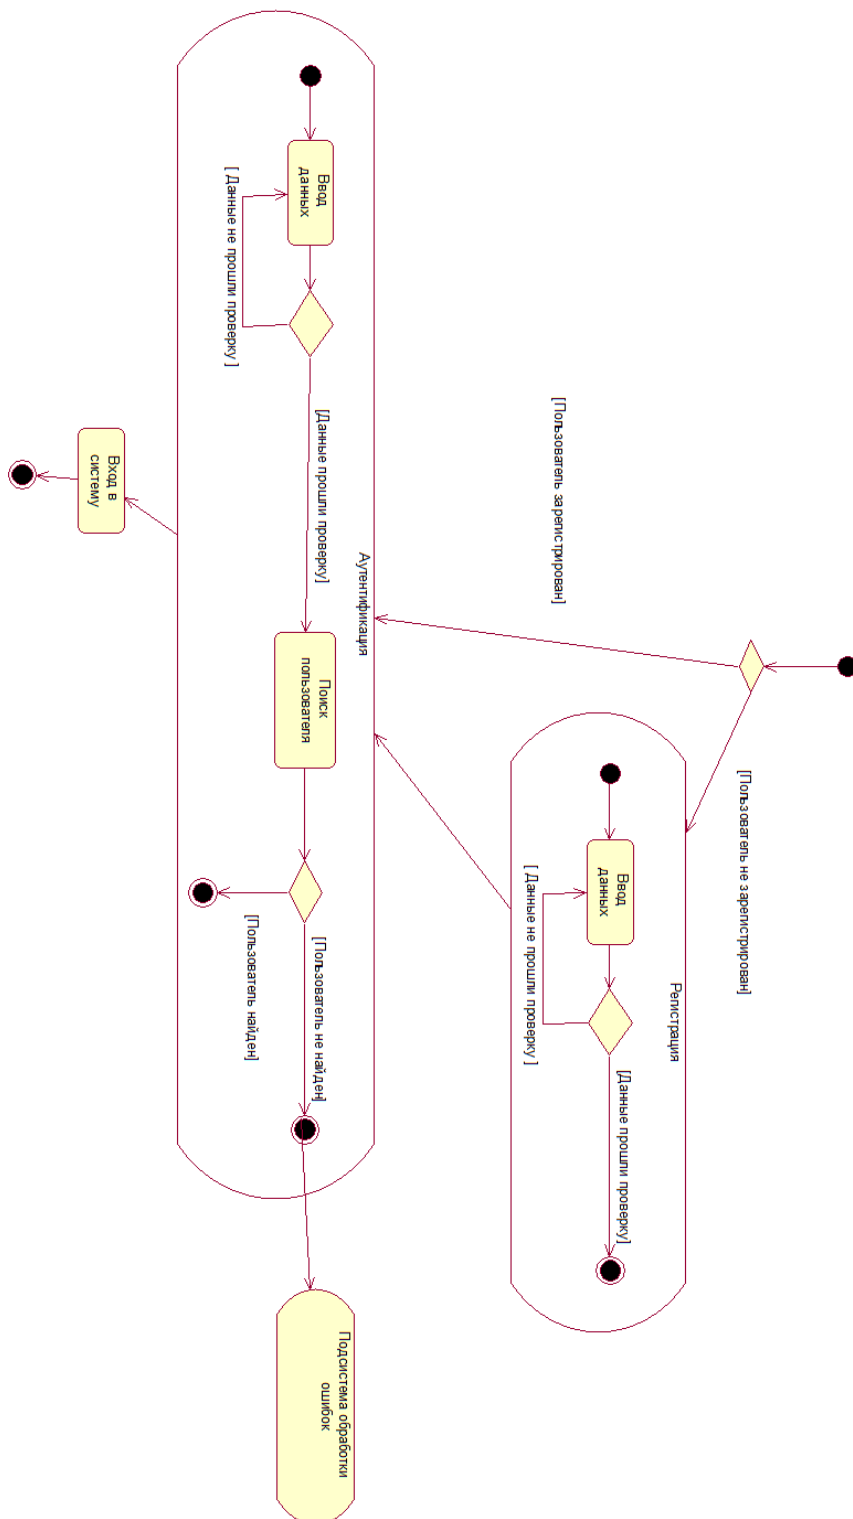 [Пользователь не зарегистрирован]
[Пользователь зарегистрирован]
Регистрация
Ввод
данных
[Данные прошли проверку]
[ Данные не прошли проверку ]
Аутентификация
Ввод
данных
[Данные прошли проверку]
[ Данные не прошли проверку ]
Поиск
пользователя
[Пользователь не найден]
[Пользователь найден]
Подсистема обработки
ошибок
Вход в
систему